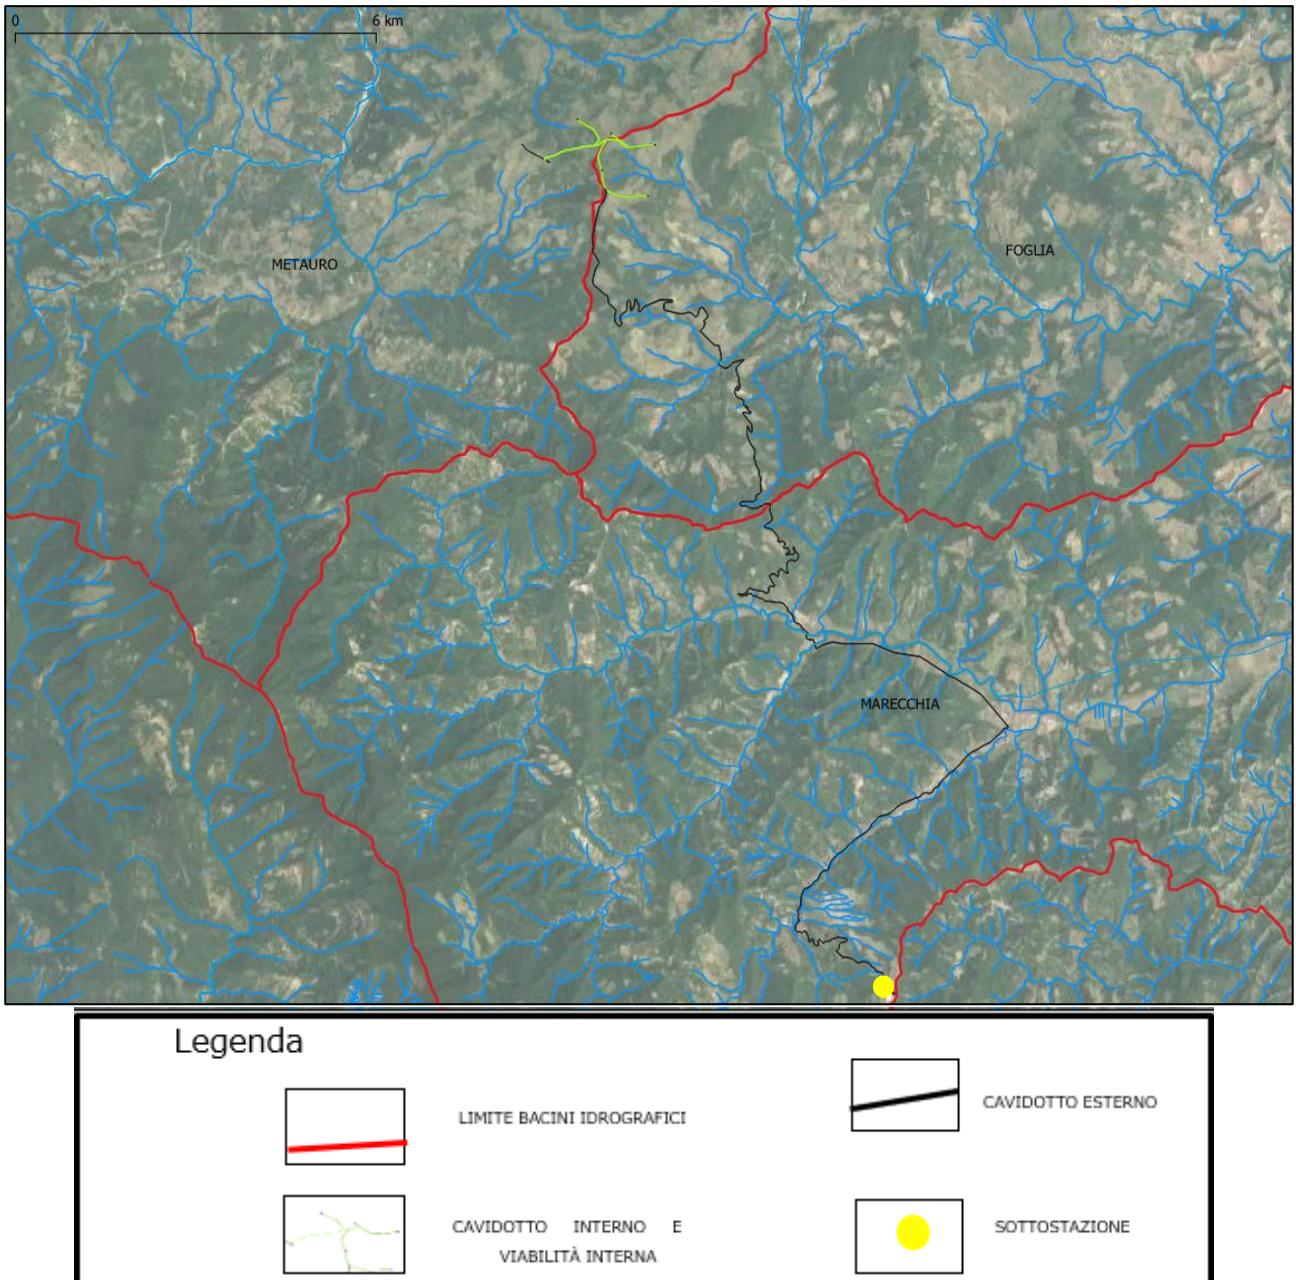 0 6 km
FOGLIA
METAURO
MARECCHIA
Legenda
LIMITE BACINI IDROGRAFICI
CAVIDOTTO ESTERNO
CAVIDOTTO INTERNO E
VIABILITÀ INTERNA
SOTTOSTAZIONE